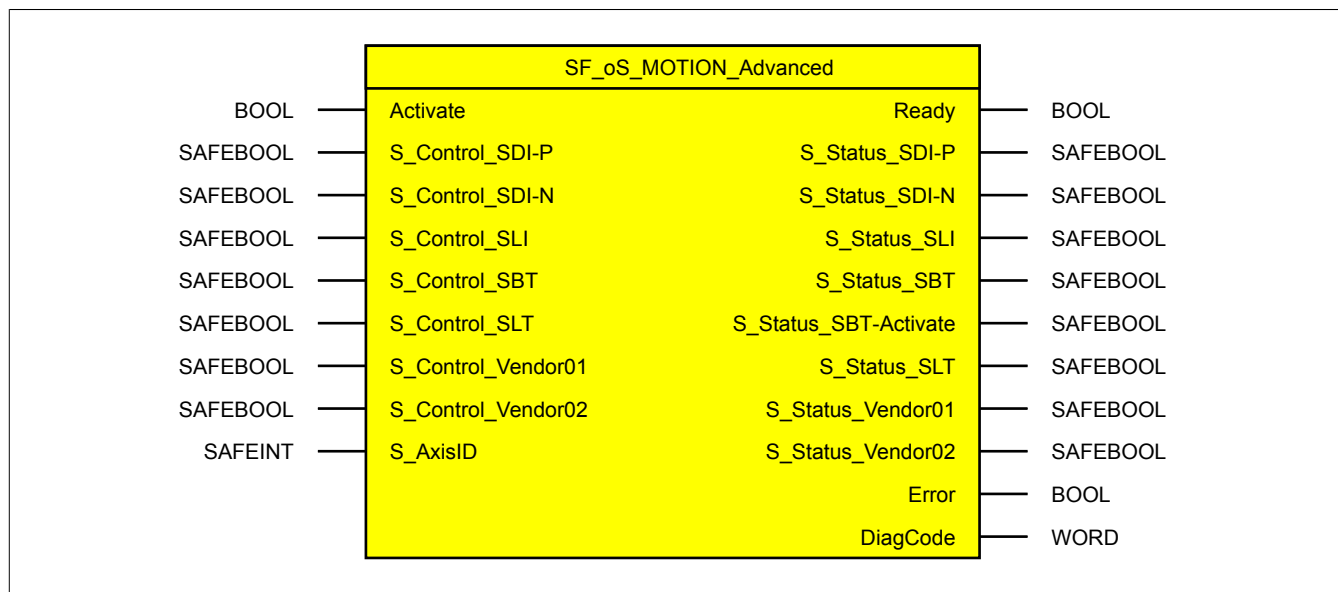 SF_oS_MOTION_Advanced
BOOL Activate Ready BOOL
SAFEBOOL S_Control_SDI-P S_Status_SDI-P SAFEBOOL
SAFEBOOL S_Control_SDI-N S_Status_SDI-N SAFEBOOL
SAFEBOOL S_Control_SLI S_Status_SLI SAFEBOOL
SAFEBOOL S_Control_SBT S_Status_SBT SAFEBOOL
SAFEBOOL S_Control_SLT S_Status_SBT-Activate SAFEBOOL
SAFEBOOL S_Control_Vendor01 S_Status_SLT SAFEBOOL
SAFEBOOL S_Control_Vendor02 S_Status_Vendor01 SAFEBOOL
SAFEINT S_AxisID S_Status_Vendor02 SAFEBOOL
Error BOOL
DiagCode WORD